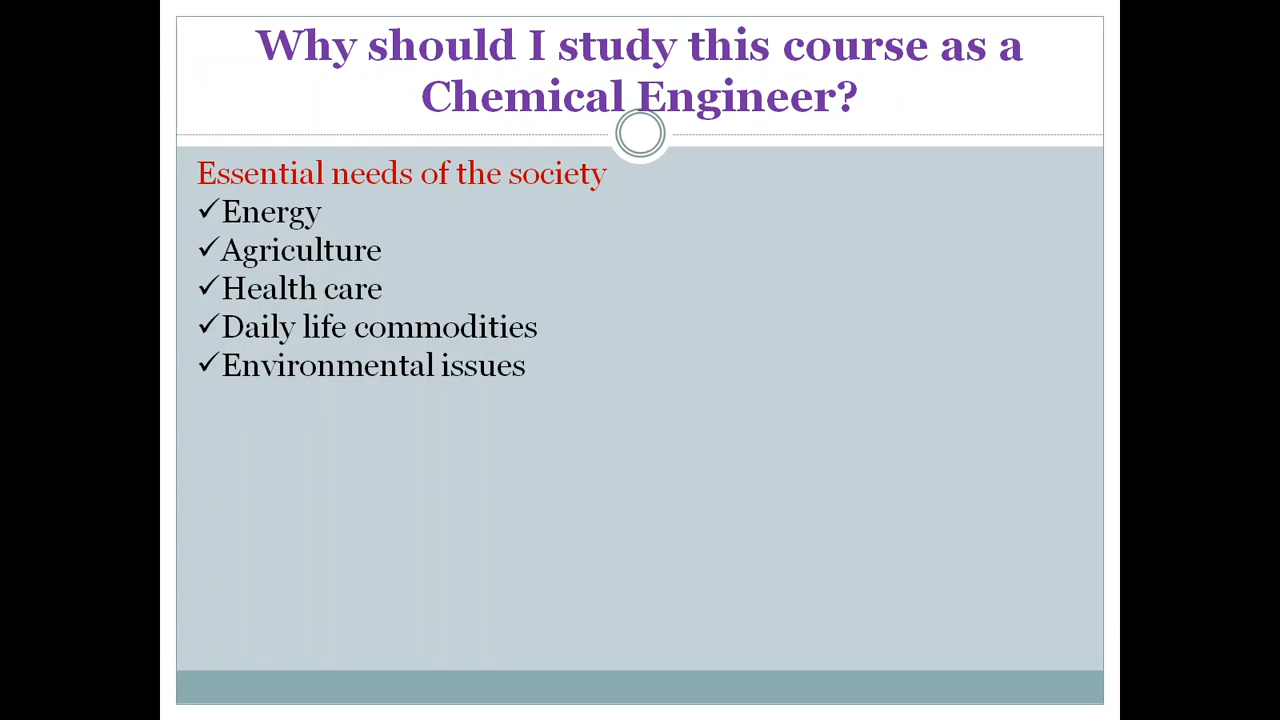 Why should I study this course as a
Chemical Engineer?
Essential needs of the society
✓Energy
✓Agriculture
✓Health care
✓Daily life commodities
✓Environmental issues